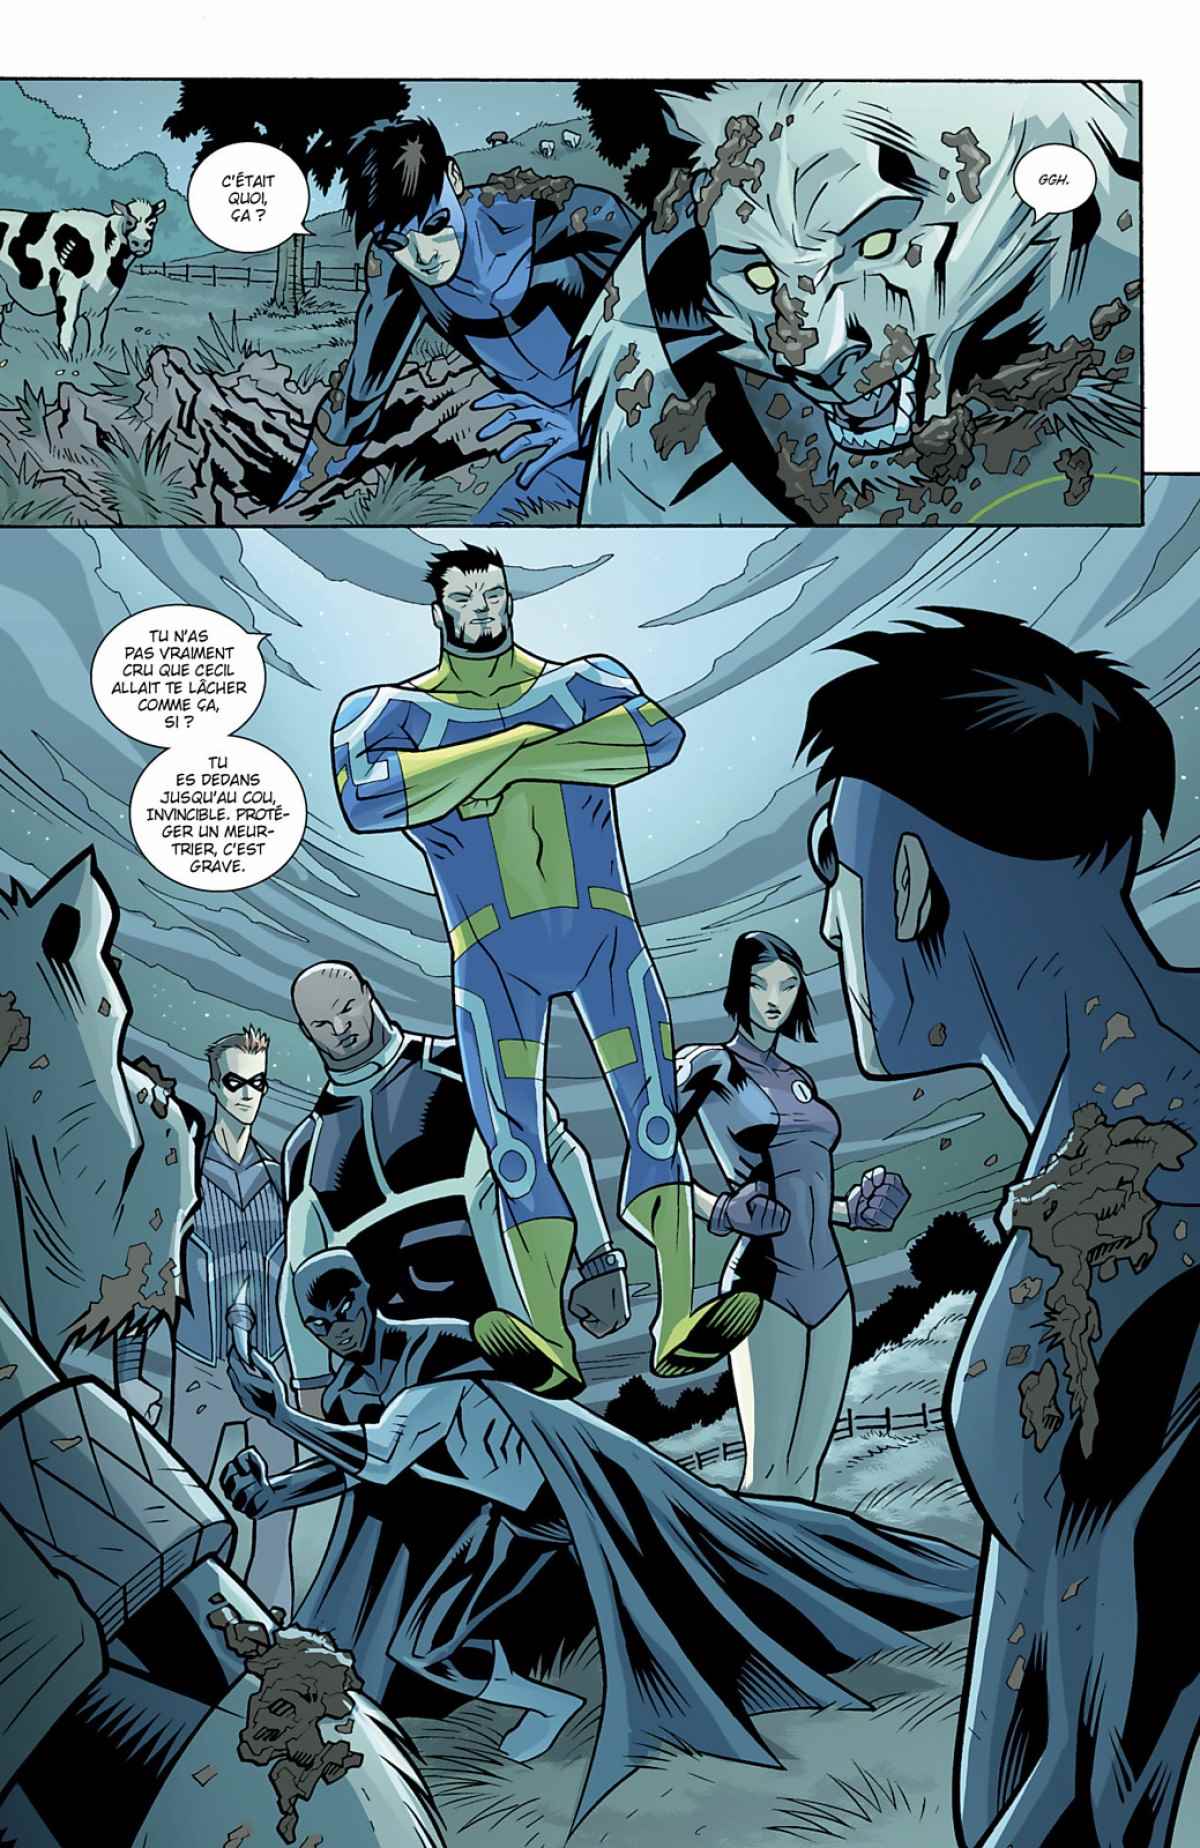 C'ÉTAIT
QUOI,
ÇA ?
GGH.
TU N'AS
PAS VRAIMENT
CRU QUE CECIL
ALLAIT TE LÂCHER
COMME ÇA,
SI ?
TU
ES DEDANS
JUSQU'AU COU,
INVINCIBLE. PROTÉ-
GER UN MEUR-
TRIER, C'EST
GRAVE.